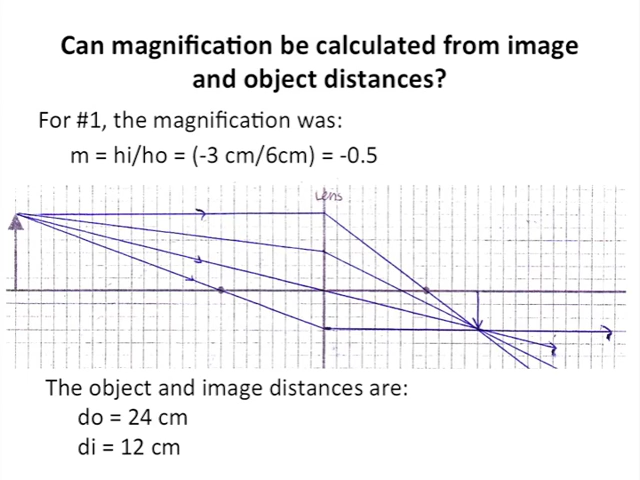 Can magnification be calculated from image
and object distances?
For #1, the magnification was:
m = hi/ho = (-3 cm/6cm) = -0.5
Lens
The object and image distances are:
do = 24 cm
di = 12 cm